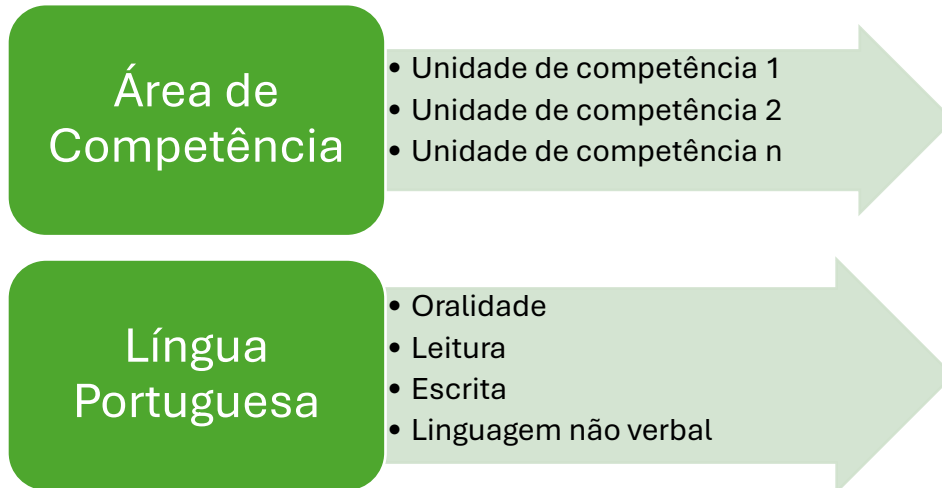 Área de
Competência
• Unidade de competência 1
• Unidade de competência 2
• Unidade de competência n
Língua
Portuguesa
• Oralidade
• Leitura
• Escrita
• Linguagem não verbal